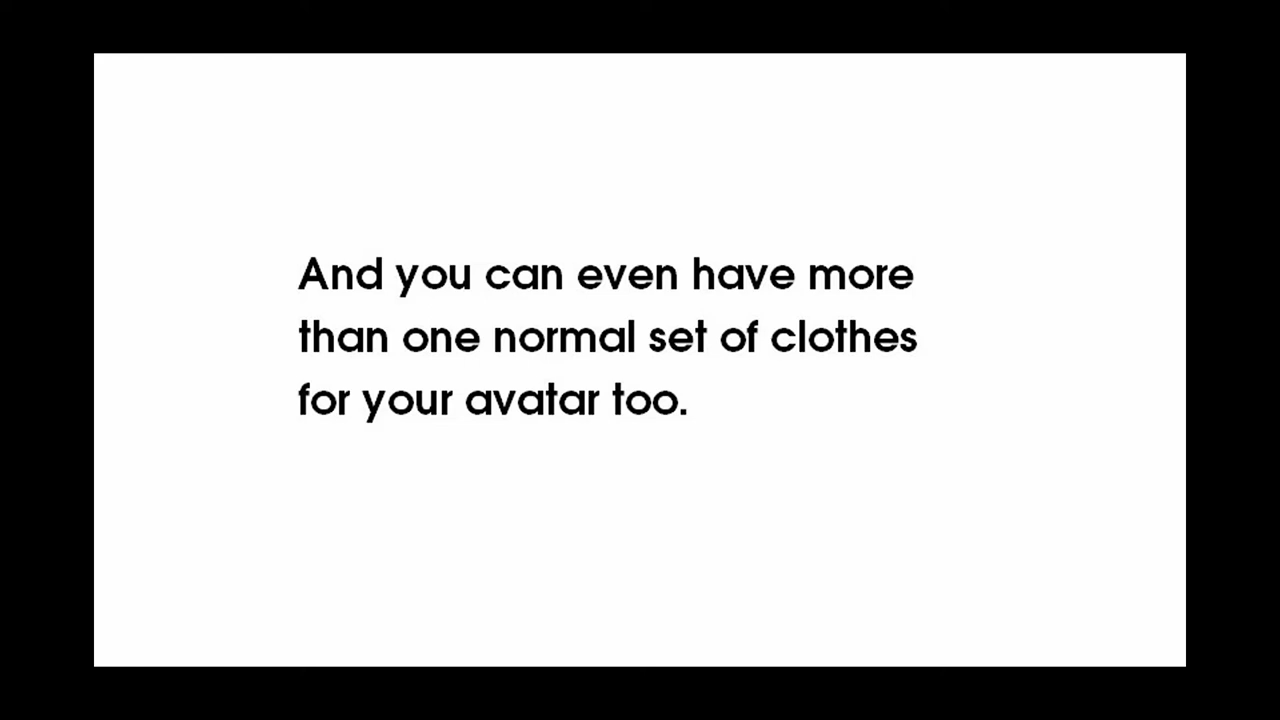 And you can even have more
than one normal set of clothes
for your avatar too.